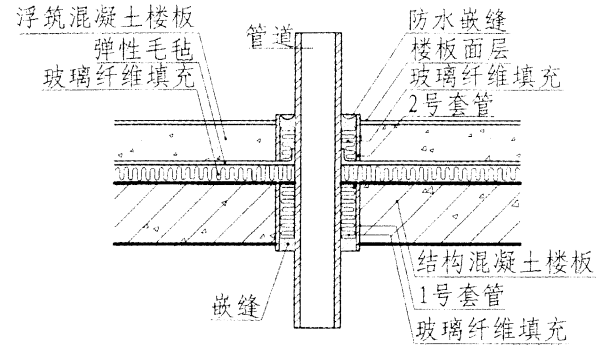 浮筑混凝土楼板
弹性毛毡
玻璃纤维填充
管道
防水嵌缝
楼板面层
玻璃纤维填充
2号套管
嵌缝
结构混凝土楼板
1号套管
玻璃纤维填充